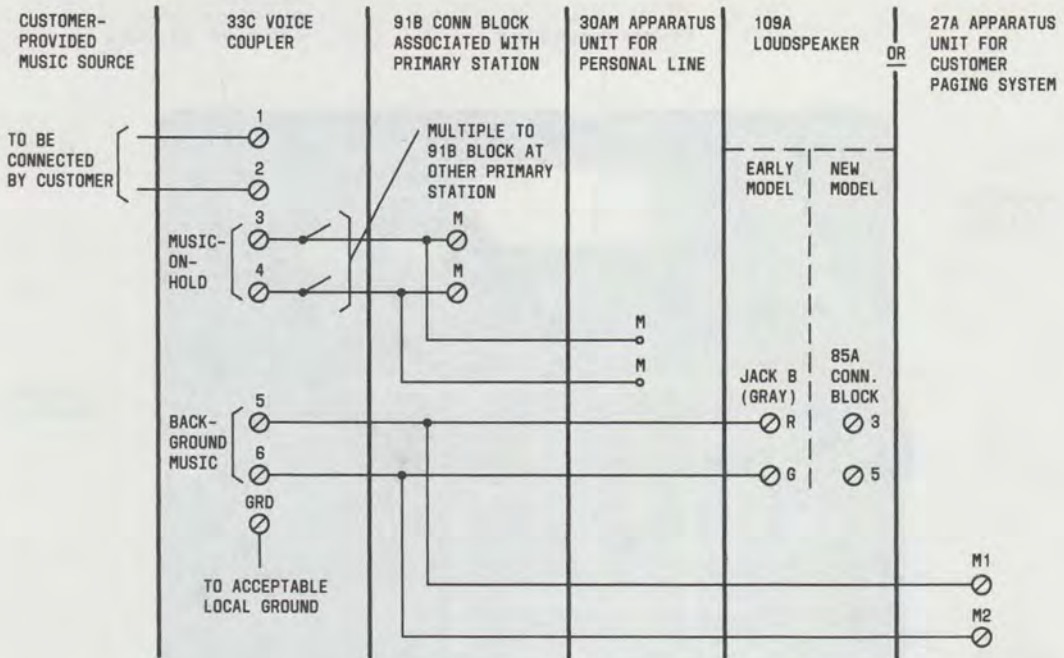 CUSTOMER-
PROVIDED
MUSIC SOURCE
33C VOICE
COUPLER
91B CONN BLOCK
ASSOCIATED WITH
PRIMARY STATION
30AM APPARATUS
UNIT FOR
PERSONAL LINE
109A
LOUDSPEAKER
OR
27A APPARATUS
UNIT FOR
CUSTOMER
PAGING SYSTEM
TO BE
CONNECTED
BY CUSTOMER
1
2
MULTIPLE TO
91B BLOCK AT
OTHER PRIMARY
STATION
EARLY
MODEL
NEW
MODEL
MUSIC-
ON-
HOLD
3
4
M
M
M
M
JACK B
(GRAY)
85A
CONN.
BLOCK
BACK-
GROUND
MUSIC
5
6
R
3
G
5
GRD
TO ACCEPTABLE
LOCAL GROUND
M1
M2